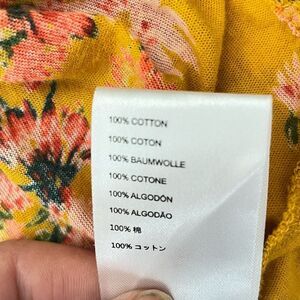 100% COTTON
100% COTON
100% BAUMWOLLE
100% COTONE
100% ALGODÓN
100% ALGODÃO
100% 棉
100% コットン